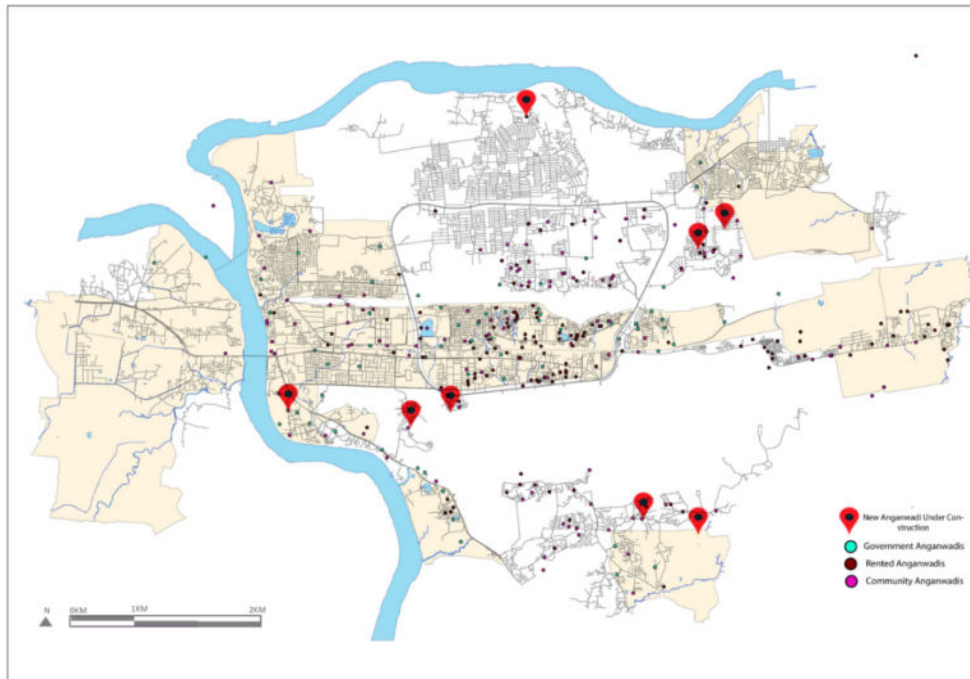 New Anganwadi Under Con-
struction
Government Anganwadis
Rented Anganwadis
Community Anganwadis
N
0KM 1KM 2KM